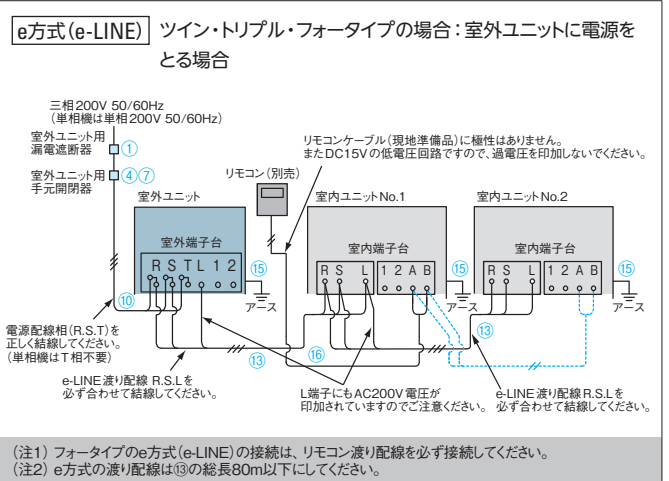 e方式(e-LINE) ツイン・トリプル・フォータイプの場合：室外ユニットに電源を
とる場合
三相200V 50/60Hz
(単相機は単相200V 50/60Hz)
室外ユニット用
漏電遮断器
①
室外ユニット用
手元開閉器
④⑦
リモコンケーブル(現地準備品)に極性はありません。
またDC15Vの低電圧回路ですので、過電圧を印加しないでください。
リモコン(別売)
室外ユニット
室内ユニットNo.1
室内ユニットNo.2
室外端子台
室内端子台
室内端子台
R S T L 1 2
R S L 1 2 A B
R S L 1 2 A B
⑮
⑮
⑮
アース
アース
アース
⑩
⑬
⑯
⑬
電源配線相(R.S.T)を
正しく結線してください。
(単相機はT相不要)
e-LINE渡り配線 R.S.Lを
必ず合わせて結線してください。
L端子にもAC200V電圧が
印加されていますのでご注意ください。
e-LINE渡り配線R.S.Lを
必ず合わせて結線してください。
(注1) フォータイプのe方式(e-LINE)の接続は、リモコン渡り配線を必ず接続してください。
(注2) e方式の渡り配線は⑬の総長80m以下にしてください。